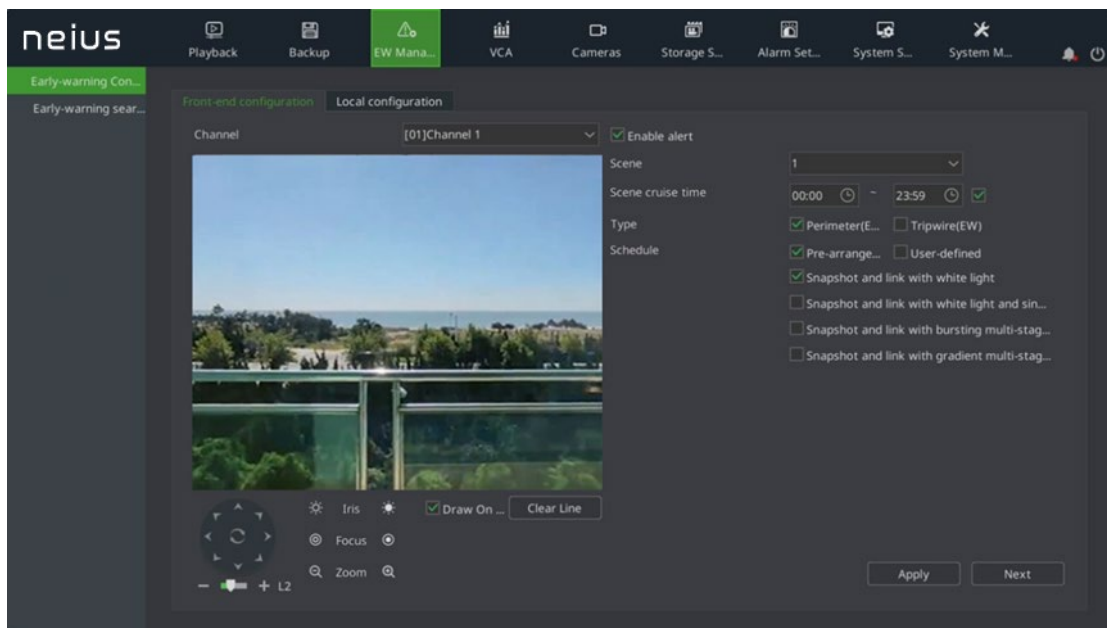 neius
Playback Backup EW Mana... VCA Cameras Storage S... Alarm Set... System S... System M...
Early-warning Con...
Early-warning sear...
Front-end configuration Local configuration
Channel [01]Channel 1 Enable alert
Scene 1
Scene cruise time 00:00 ~ 23:59
Type Perimeter(E... Tripwire(EW)
Schedule Pre-arrange... User-defined
Snapshot and link with white light
Snapshot and link with white light and sin...
Snapshot and link with bursting multi-stag...
Snapshot and link with gradient multi-stag...
Iris Draw On ... Clear Line
Focus
Zoom
− + L2
Apply Next